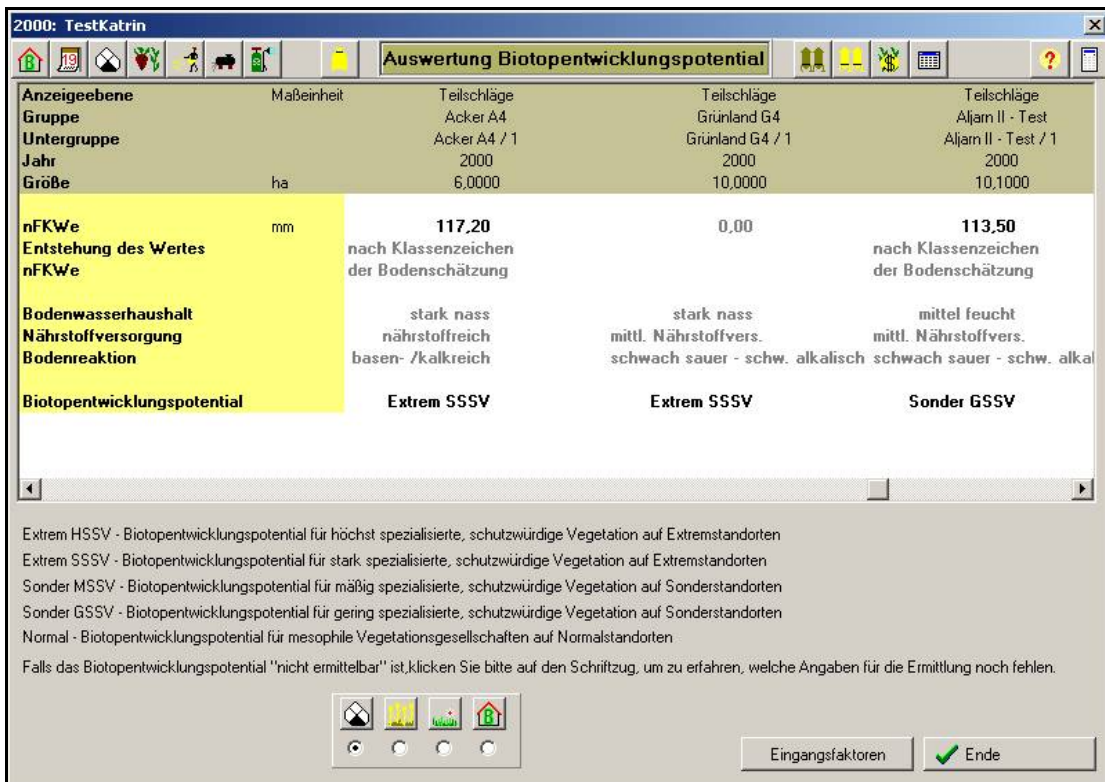 2000: TestKatrin
B 19 Auswertung Biotopentwicklungspotential ?
Anzeigeebene Maßeinheit Teilschläge Teilschläge Teilschläge
Gruppe Acker A4 Grünland G4 Aljarn II - Test
Untergruppe Acker A4 / 1 Grünland G4 / 1 Aljarn II - Test / 1
Jahr 2000 2000 2000
Größe ha 6,0000 10,0000 10,1000
nFKWe mm 117,20 0,00 113,50
Entstehung des Wertes nach Klassenzeichen nach Klassenzeichen
nFKWe der Bodenschätzung der Bodenschätzung
Bodenwasserhaushalt stark nass stark nass mittel feucht
Nährstoffversorgung nährstoffreich mittl. Nährstoffvers. mittl. Nährstoffvers.
Bodenreaktion basen- /kalkreich schwach sauer - schw. alkalisch schwach sauer - schw. alkal
Biotopentwicklungspotential Extrem SSSV Extrem SSSV Sonder GSSV
Extrem HSSV - Biotopentwicklungspotential für höchst spezialisierte, schutzwürdige Vegetation auf Extremstandorten
Extrem SSSV - Biotopentwicklungspotential für stark spezialisierte, schutzwürdige Vegetation auf Extremstandorten
Sonder MSSV - Biotopentwicklungspotential für mäßig spezialisierte, schutzwürdige Vegetation auf Sonderstandorten
Sonder GSSV - Biotopentwicklungspotential für gering spezialisierte, schutzwürdige Vegetation auf Sonderstandorten
Normal - Biotopentwicklungspotential für mesophile Vegetationsgesellschaften auf Normalstandorten
Falls das Biotopentwicklungspotential "nicht ermittelbar" ist,klicken Sie bitte auf den Schriftzug, um zu erfahren, welche Angaben für die Ermittlung noch fehlen.
B
Eingangsfaktoren Ende